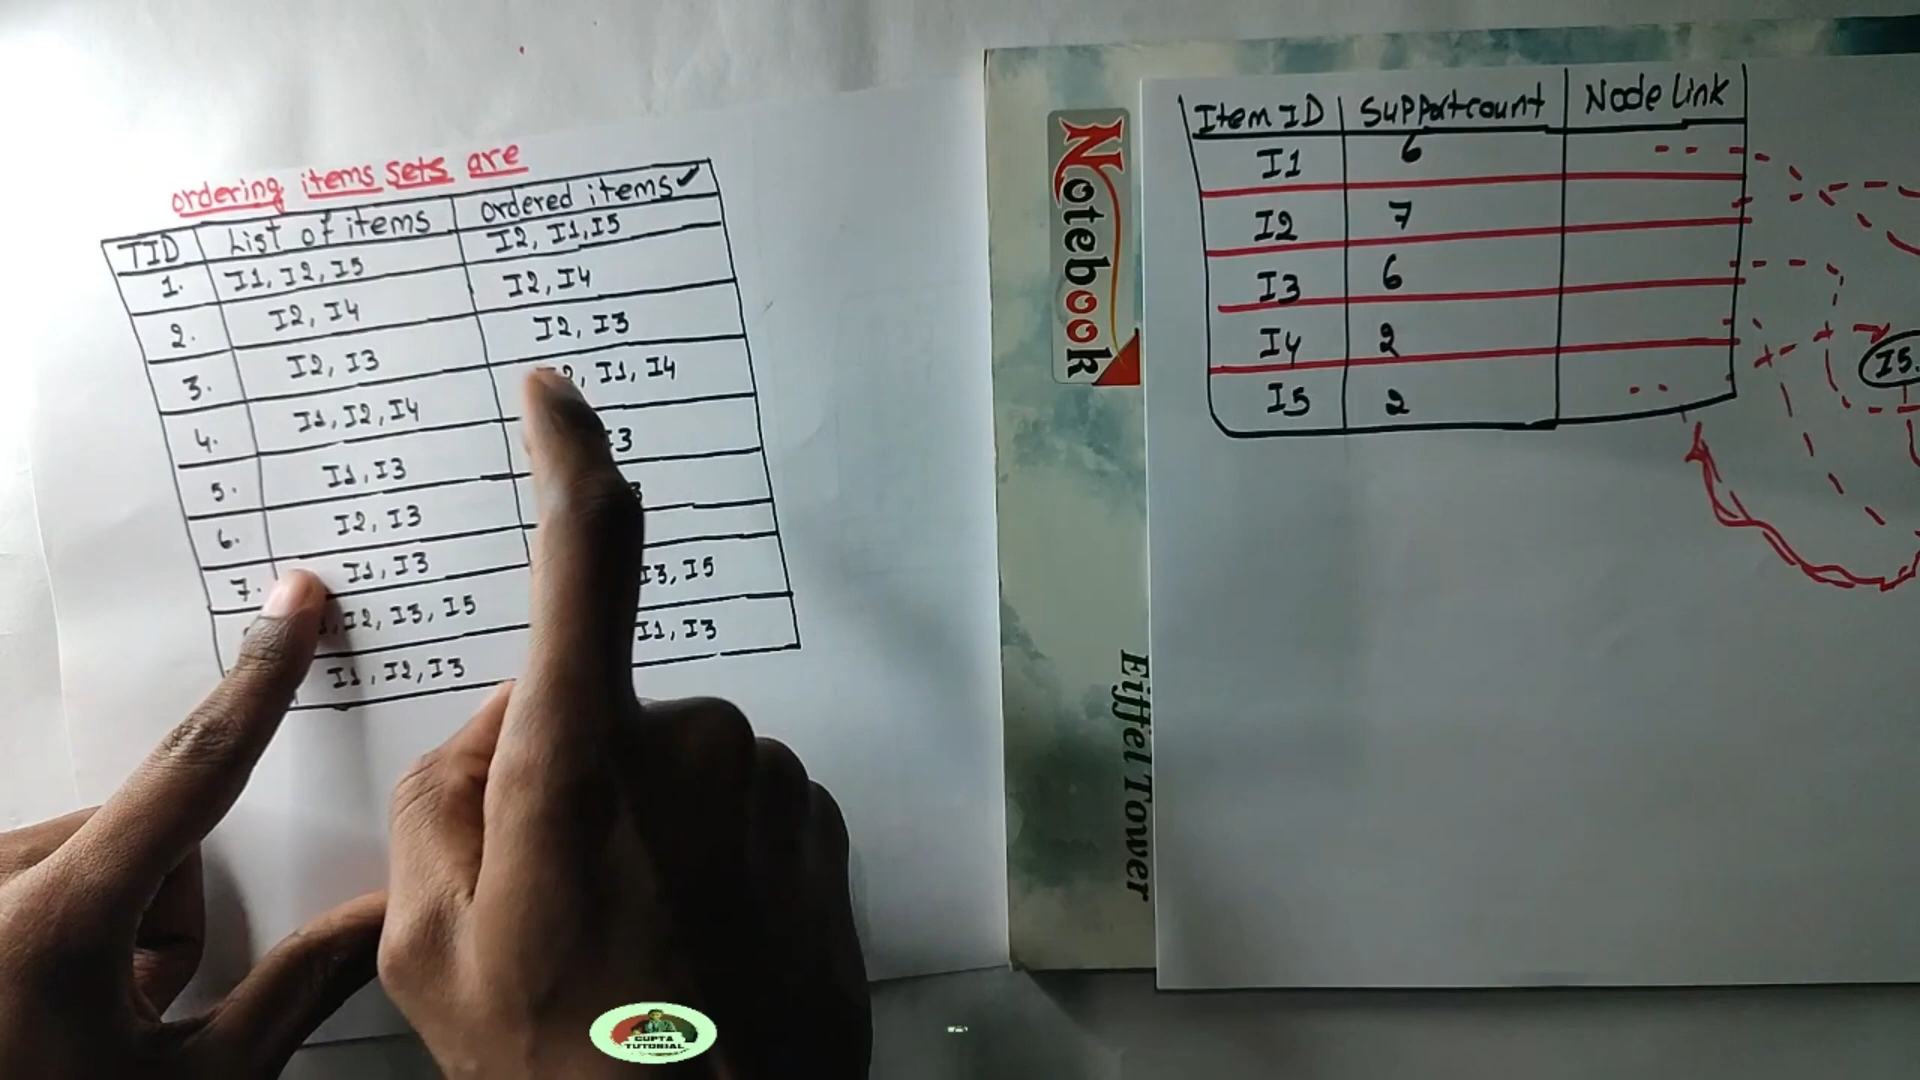 ordering items sets are
TID List of items ordered items✓
1. I1, I2, I5 I2, I1, I5
2. I2, I4 I2, I4
3. I2, I3 I2, I3
4. I1, I2, I4 I1, I4
5. I1, I3 I3
6. I2, I3
7. I1, I3
I2, I3, I5 I3, I5
I1, I2, I3 I1, I3
Notebook
Eiffel Tower
Item ID Supportcount Node Link
I1 6
I2 7
I3 6
I4 2
I5 2
I5
GUPTA
TUTORIAL